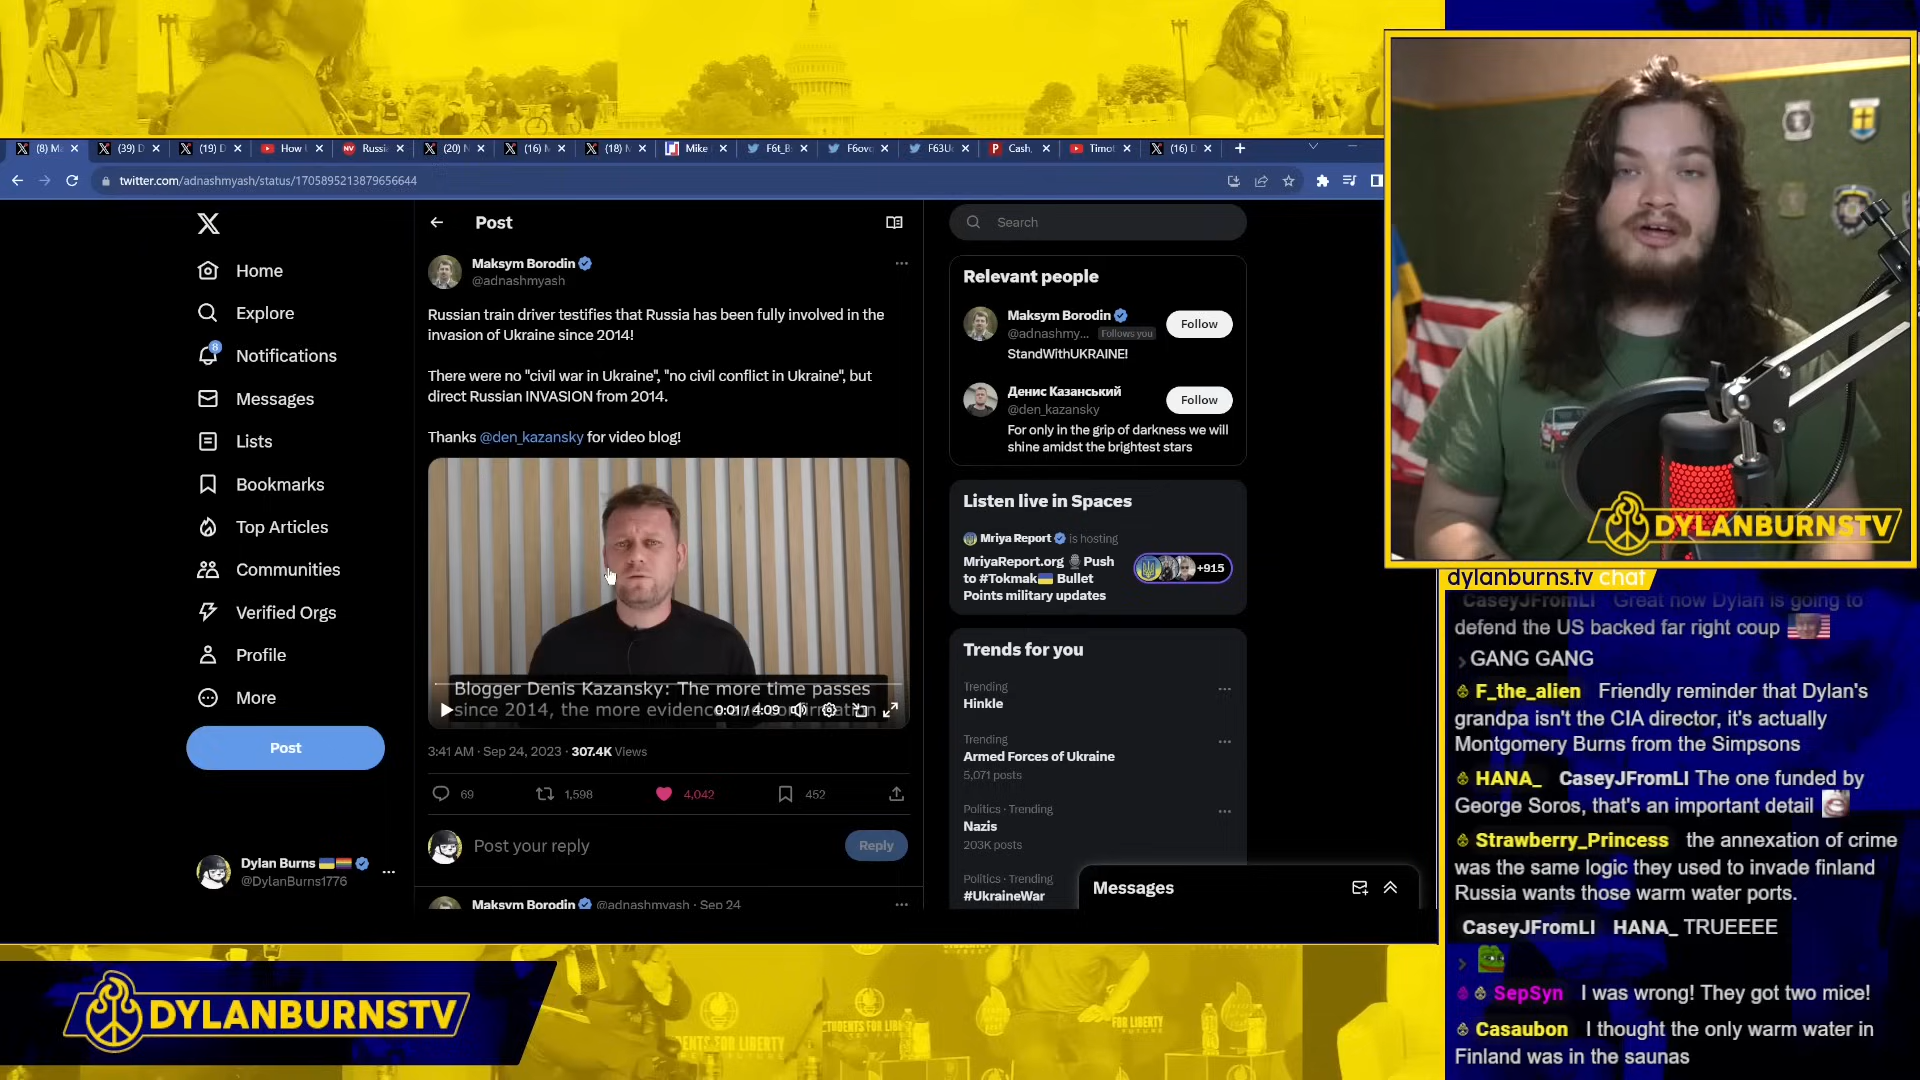 (8) Ma
(39) D
(19) D
How U
NV
Russia
(20) N
(16) M
(18) M
Mike
F6t_B
F6ovo
F63U
P
Cash,
Timot
(16) D
twitter.com/adnashmyash/status/1705895213879656644
Home
Explore
8
Notifications
Messages
Lists
Bookmarks
Top Articles
Communities
Verified Orgs
Profile
More
Post
Dylan Burns
@DylanBurns1776
Post
Maksym Borodin
@adnashmyash
Russian train driver testifies that Russia has been fully involved in the
invasion of Ukraine since 2014!
There were no "civil war in Ukraine", "no civil conflict in Ukraine", but
direct Russian INVASION from 2014.
Thanks @den_kazansky for video blog!
Blogger Denis Kazansky: The more time passes
since 2014, the more evidence
0:01 / 4:09
3:41 AM · Sep 24, 2023 · 307.4K Views
69
1,598
4,042
452
Post your reply
Reply
Maksym Borodin @adnashmyash · Sep 24
Search
Relevant people
Maksym Borodin
@adnashmy... Follows you
StandWithUKRAINE!
Follow
Денис Казанський
@den_kazansky
For only in the grip of darkness we will
shine amidst the brightest stars
Follow
Listen live in Spaces
Mriya Report is hosting
MriyaReport.org Push
to #Tokmak Bullet
Points military updates
+915
Trends for you
Trending
Hinkle
Trending
Armed Forces of Ukraine
5,071 posts
Politics · Trending
Nazis
203K posts
Politics · Trending
#UkraineWar
Messages
DYLANBURNSTV
dylanburns.tv chat
CaseyJFromLI Great now Dylan is going to
defend the US backed far right coup
GANG GANG
F_the_alien Friendly reminder that Dylan's
grandpa isn't the CIA director, it's actually
Montgomery Burns from the Simpsons
HANA_ CaseyJFromLI The one funded by
George Soros, that's an important detail
Strawberry_Princess the annexation of crime
was the same logic they used to invade finland
Russia wants those warm water ports.
CaseyJFromLI HANA_ TRUEEEE
SepSyn I was wrong! They got two mice!
Casaubon I thought the only warm water in
Finland was in the saunas
DYLANBURNSTV
FOR LIBERTY